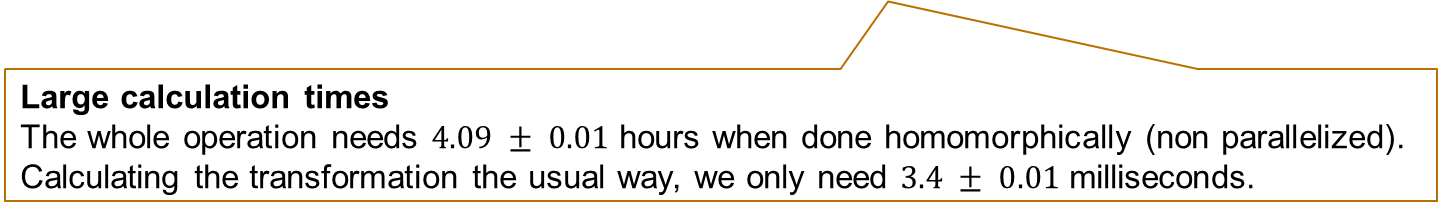 Large calculation times
The whole operation needs 4.09 ± 0.01 hours when done homomorphically (non parallelized).
Calculating the transformation the usual way, we only need 3.4 ± 0.01 milliseconds.